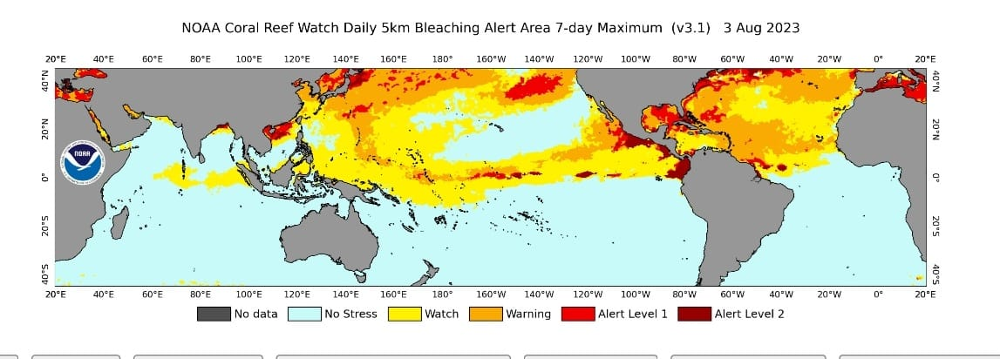 NOAA Coral Reef Watch Daily 5km Bleaching Alert Area 7-day Maximum (v3.1) 3 Aug 2023
20°E 40°E 60°E 80°E 100°E 120°E 140°E 160°E 180° 160°W 140°W 120°W 100°W 80°W 60°W 40°W 20°W 0° 20°E
40°N 40°N
20°N 20°N
NOAA
0° 0°
20°S 20°S
40°S 40°S
20°E 40°E 60°E 80°E 100°E 120°E 140°E 160°E 180° 160°W 140°W 120°W 100°W 80°W 60°W 40°W 20°W 0° 20°E
No data No Stress Watch Warning Alert Level 1 Alert Level 2